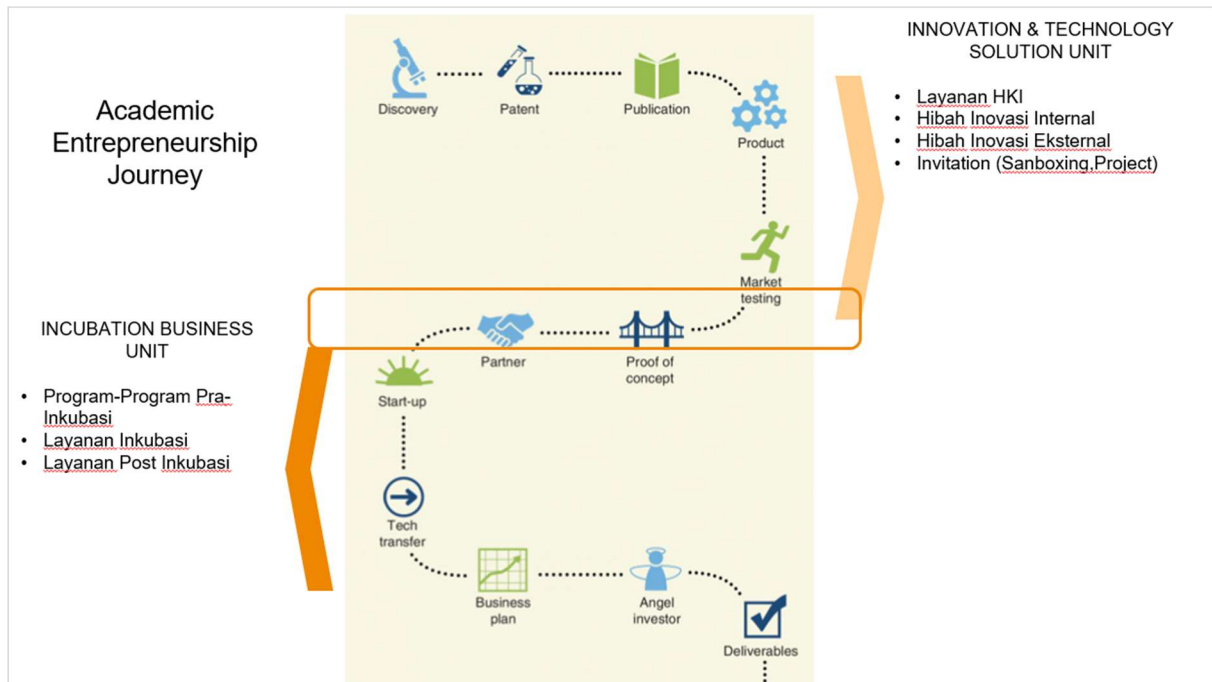 Academic
Entrepreneurship
Journey
Discovery
Patent
Publication
Product
Market
testing
Proof of
concept
Partner
Start-up
Tech
transfer
Business
plan
Angel
investor
Deliverables
INNOVATION & TECHNOLOGY
SOLUTION UNIT
• Layanan HKI
• Hibah Inovasi Internal
• Hibah Inovasi Eksternal
• Invitation (Sanboxing,Project)
INCUBATION BUSINESS
UNIT
• Program-Program Pra-
Inkubasi
• Layanan Inkubasi
• Layanan Post Inkubasi